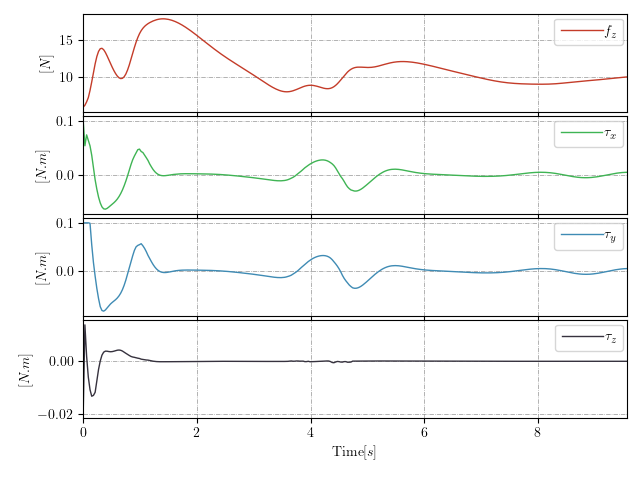 [N]
15
10
f_z
[N.m]
0.1
0.0
τ_x
[N.m]
0.1
0.0
τ_y
[N.m]
0.00
−0.02
τ_z
0 2 4 6 8
Time[s]